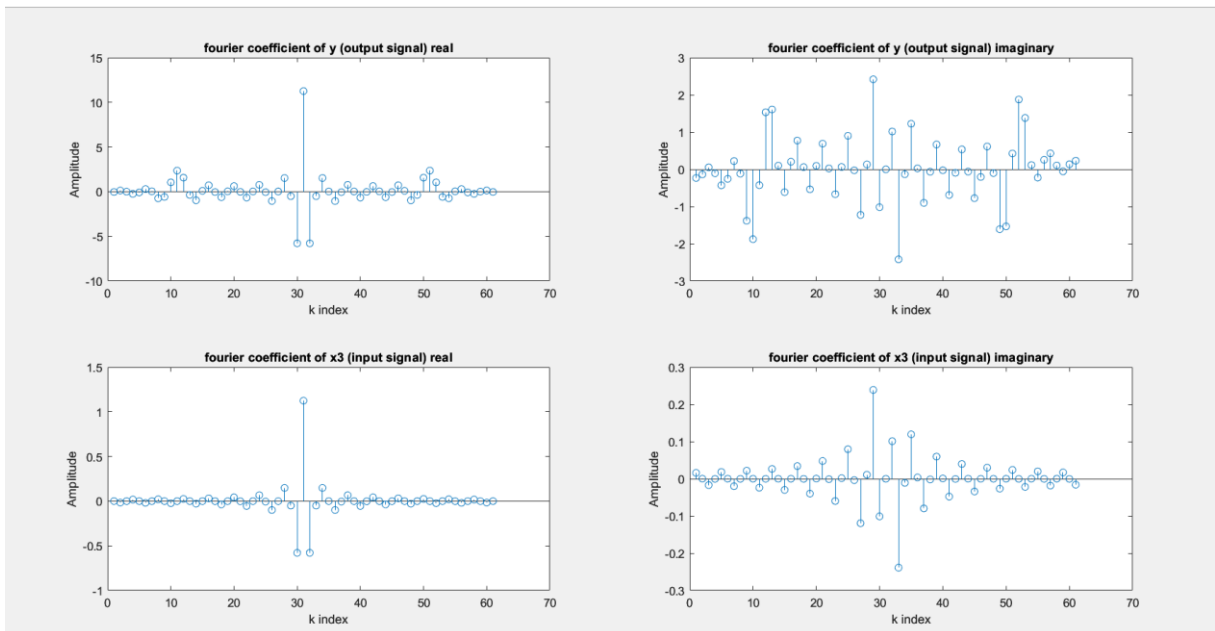 fourier coefficient of y (output signal) real
15
10
5
0
-5
-10
Amplitude
0 10 20 30 40 50 60 70
k index
fourier coefficient of y (output signal) imaginary
3
2
1
0
-1
-2
-3
Amplitude
0 10 20 30 40 50 60 70
k index
fourier coefficient of x3 (input signal) real
1.5
1
0.5
0
-0.5
-1
Amplitude
0 10 20 30 40 50 60 70
k index
fourier coefficient of x3 (input signal) imaginary
0.3
0.2
0.1
0
-0.1
-0.2
-0.3
Amplitude
0 10 20 30 40 50 60 70
k index